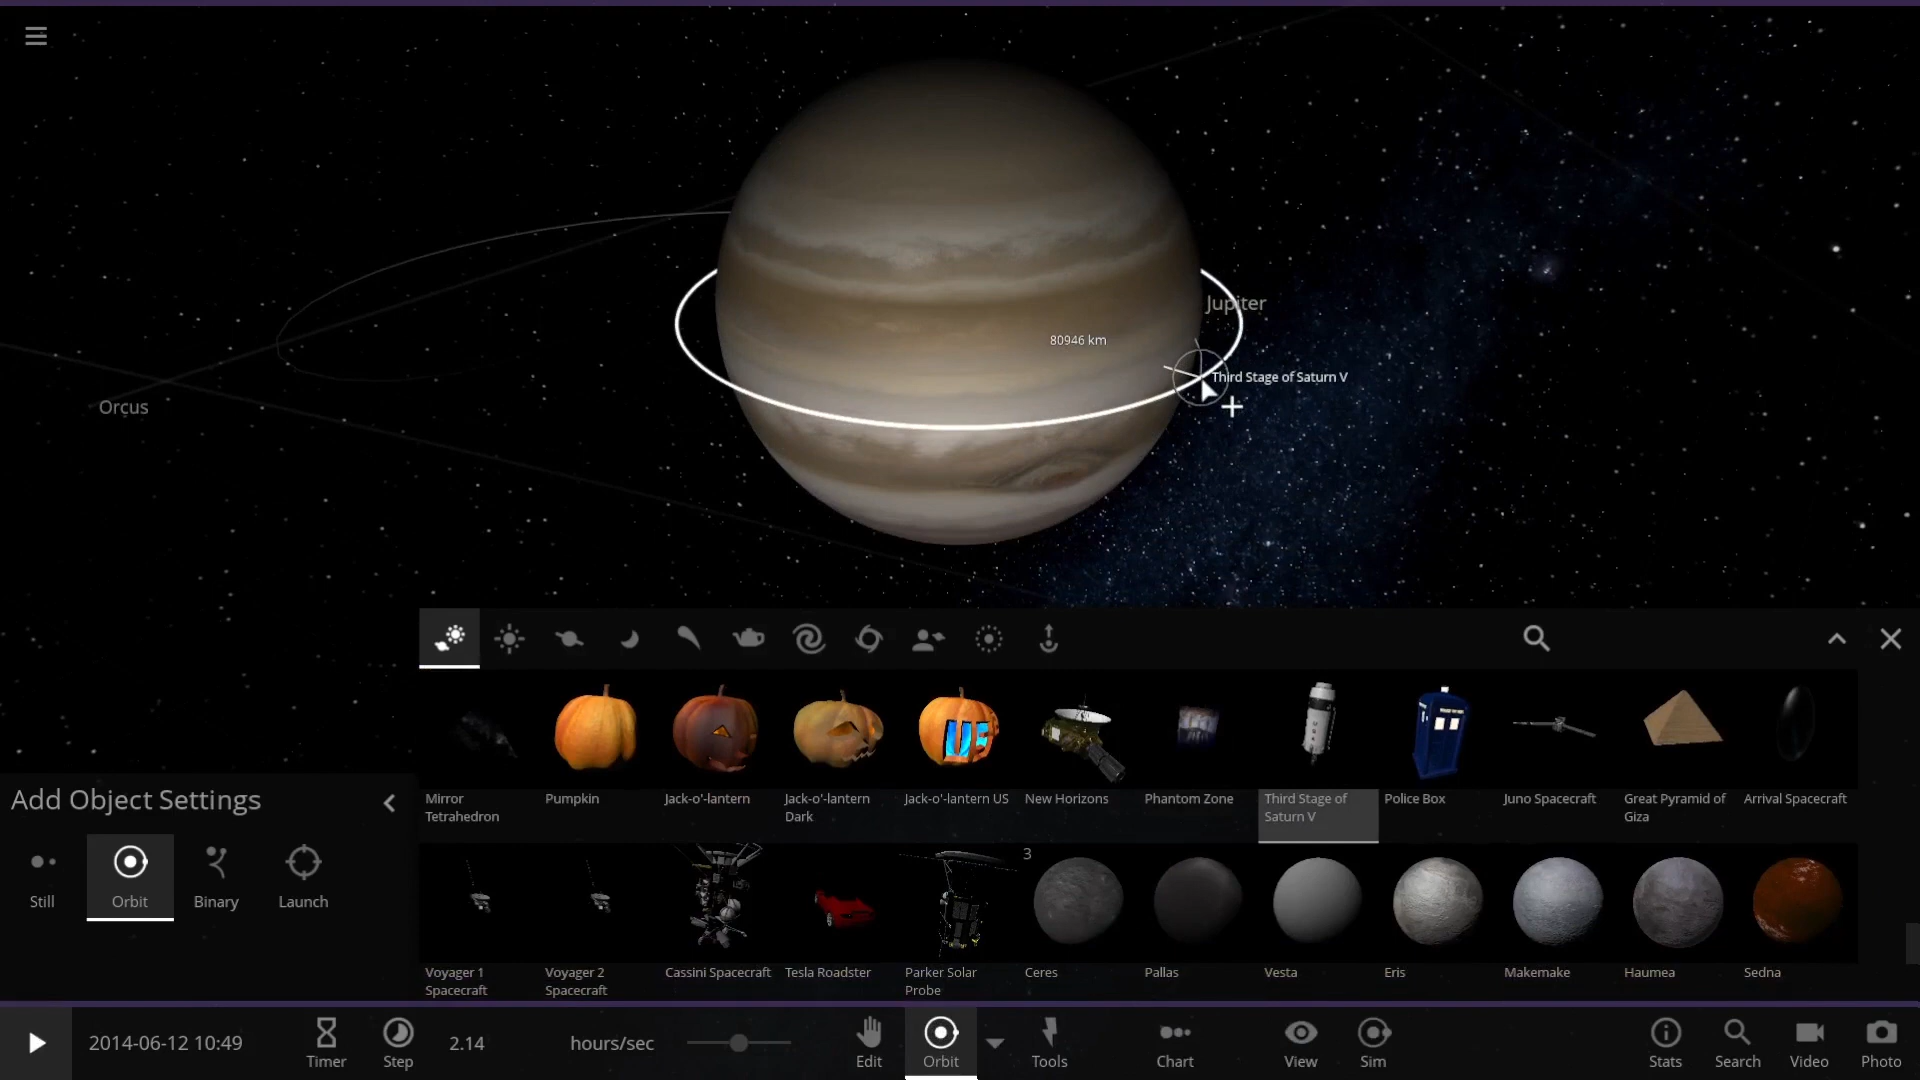 Jupiter
80946 km
Third Stage of Saturn V
Orcus
Mirror
Tetrahedron
Pumpkin
Jack-o'-lantern
Jack-o'-lantern
Dark
Jack-o'-lantern US
New Horizons
Phantom Zone
Third Stage of
Saturn V
Police Box
Juno Spacecraft
Great Pyramid of
Giza
Arrival Spacecraft
Add Object Settings
Still
Orbit
Binary
Launch
3
Voyager 1
Spacecraft
Voyager 2
Spacecraft
Cassini Spacecraft
Tesla Roadster
Parker Solar
Probe
Ceres
Pallas
Vesta
Eris
Makemake
Haumea
Sedna
2014-06-12 10:49
Timer
Step
2.14
hours/sec
Edit
Orbit
Tools
Chart
View
Sim
Stats
Search
Video
Photo